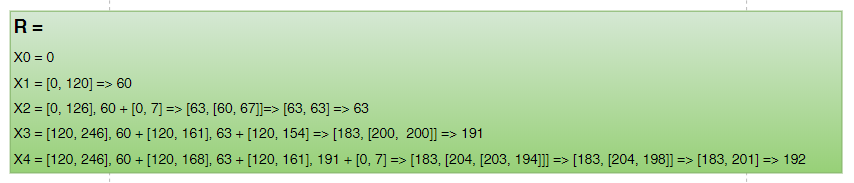 R =
X0 = 0
X1 = [0, 120] => 60
X2 = [0, 126], 60 + [0, 7] => [63, [60, 67]]=> [63, 63] => 63
X3 = [120, 246], 60 + [120, 161], 63 + [120, 154] => [183, [200,  200]] => 191
X4 = [120, 246], 60 + [120, 168], 63 + [120, 161], 191 + [0, 7] => [183, [204, [203, 194]]] => [183, [204, 198]] => [183, 201] => 192